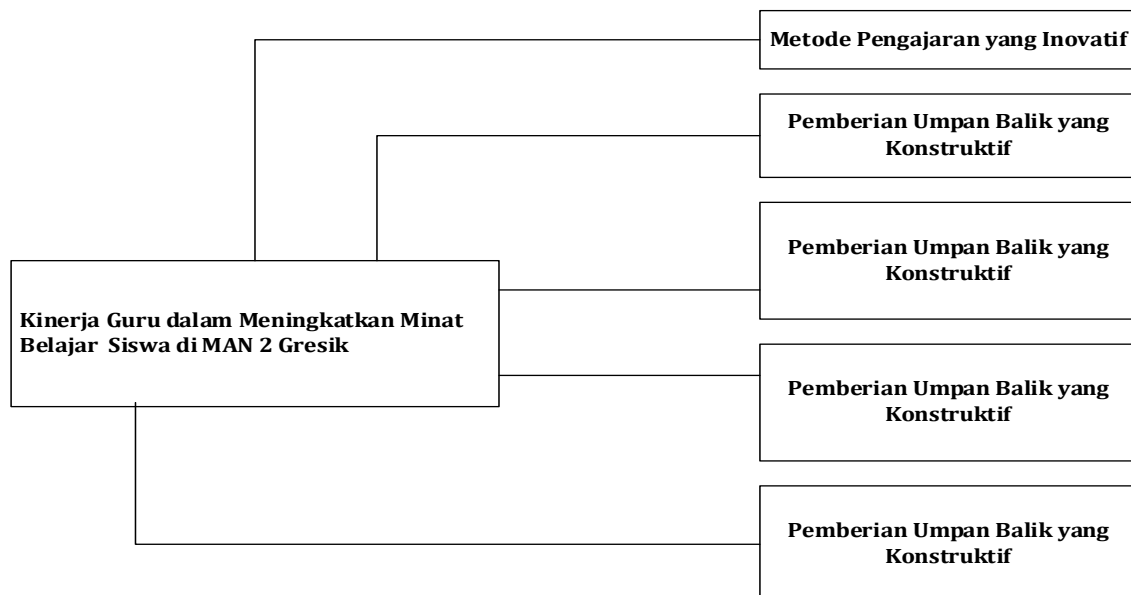 Metode Pengajaran yang Inovatif
Pemberian Umpan Balik yang
Konstruktif
Pemberian Umpan Balik yang
Konstruktif
Kinerja Guru dalam Meningkatkan Minat
Belajar Siswa di MAN 2 Gresik
Pemberian Umpan Balik yang
Konstruktif
Pemberian Umpan Balik yang
Konstruktif